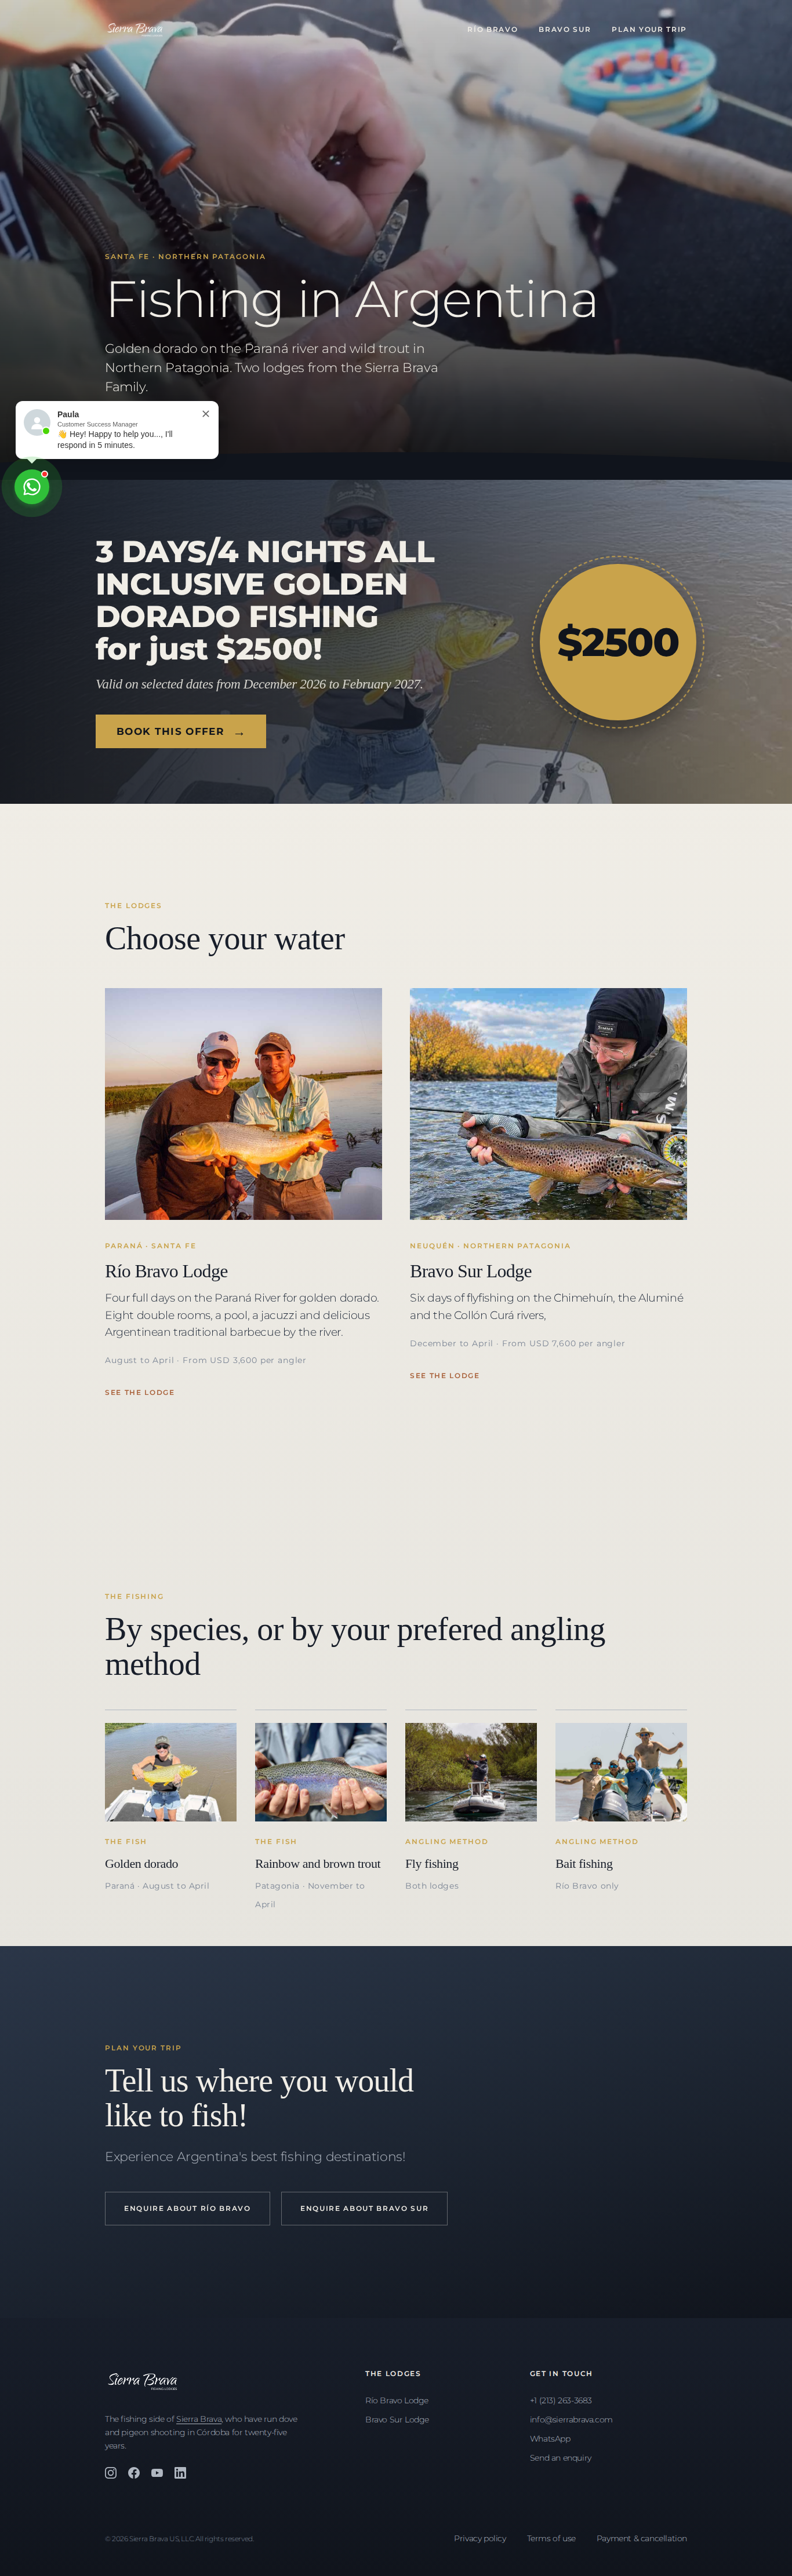 Sierra Brava
RÍO BRAVO
BRAVO SUR
PLAN YOUR TRIP
SANTA FE · NORTHERN PATAGONIA
Fishing in Argentina
Golden dorado on the Paraná river and wild trout in
Northern Patagonia. Two lodges from the Sierra Brava
Family.
Paula
Customer Success Manager
👋 Hey! Happy to help you..., I'll
respond in 5 minutes.
3 DAYS/4 NIGHTS ALL
INCLUSIVE GOLDEN
DORADO FISHING
for just $2500!
Valid on selected dates from December 2026 to February 2027.
BOOK THIS OFFER →
$2500
THE LODGES
Choose your water
PARANÁ · SANTA FE
Río Bravo Lodge
Four full days on the Paraná River for golden dorado.
Eight double rooms, a pool, a jacuzzi and delicious
Argentinean traditional barbecue by the river.
August to April · From USD 3,600 per angler
SEE THE LODGE
NEUQUÉN · NORTHERN PATAGONIA
Bravo Sur Lodge
Six days of flyfishing on the Chimehuín, the Aluminé
and the Collón Curá rivers,
December to April · From USD 7,600 per angler
SEE THE LODGE
THE FISHING
By species, or by your prefered angling
method
THE FISH
Golden dorado
Paraná · August to April
THE FISH
Rainbow and brown trout
Patagonia · November to
April
ANGLING METHOD
Fly fishing
Both lodges
ANGLING METHOD
Bait fishing
Río Bravo only
PLAN YOUR TRIP
Tell us where you would
like to fish!
Experience Argentina's best fishing destinations!
ENQUIRE ABOUT RÍO BRAVO
ENQUIRE ABOUT BRAVO SUR
Sierra Brava
FISHING LODGES
The fishing side of Sierra Brava, who have run dove
and pigeon shooting in Córdoba for twenty-five
years.
THE LODGES
Río Bravo Lodge
Bravo Sur Lodge
GET IN TOUCH
+1 (213) 263-3683
info@sierrabrava.com
WhatsApp
Send an enquiry
© 2026 Sierra Brava US, LLC. All rights reserved.
Privacy policy
Terms of use
Payment & cancellation